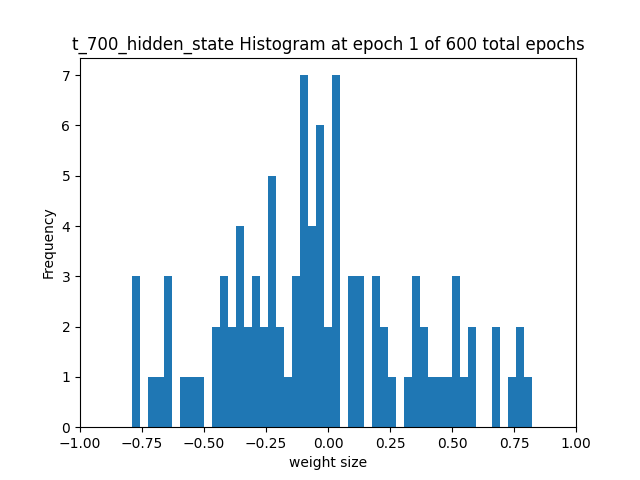 t_700_hidden_state Histogram at epoch 1 of 600 total epochs
Frequency
7
6
5
4
3
2
1
0
−1.00 −0.75 −0.50 −0.25 0.00 0.25 0.50 0.75 1.00
weight size